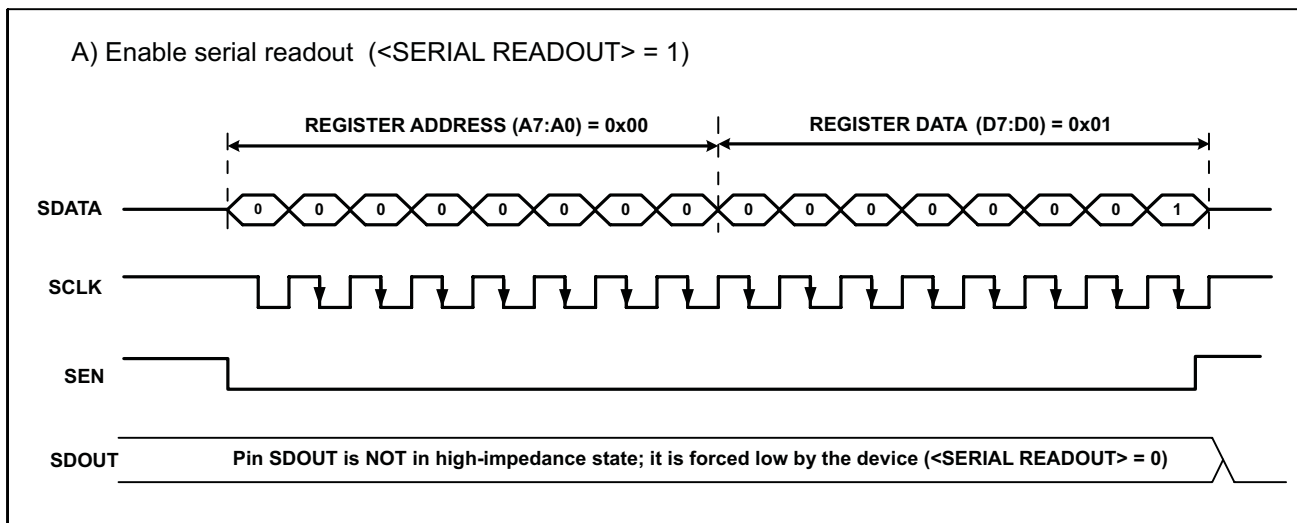 A) Enable serial readout (<SERIAL READOUT> = 1)
REGISTER ADDRESS (A7:A0) = 0x00 REGISTER DATA (D7:D0) = 0x01
SDATA 0 0 0 0 0 0 0 0 0 0 0 0 0 0 0 1
SCLK
SEN
SDOUT Pin SDOUT is NOT in high-impedance state; it is forced low by the device (<SERIAL READOUT> = 0)